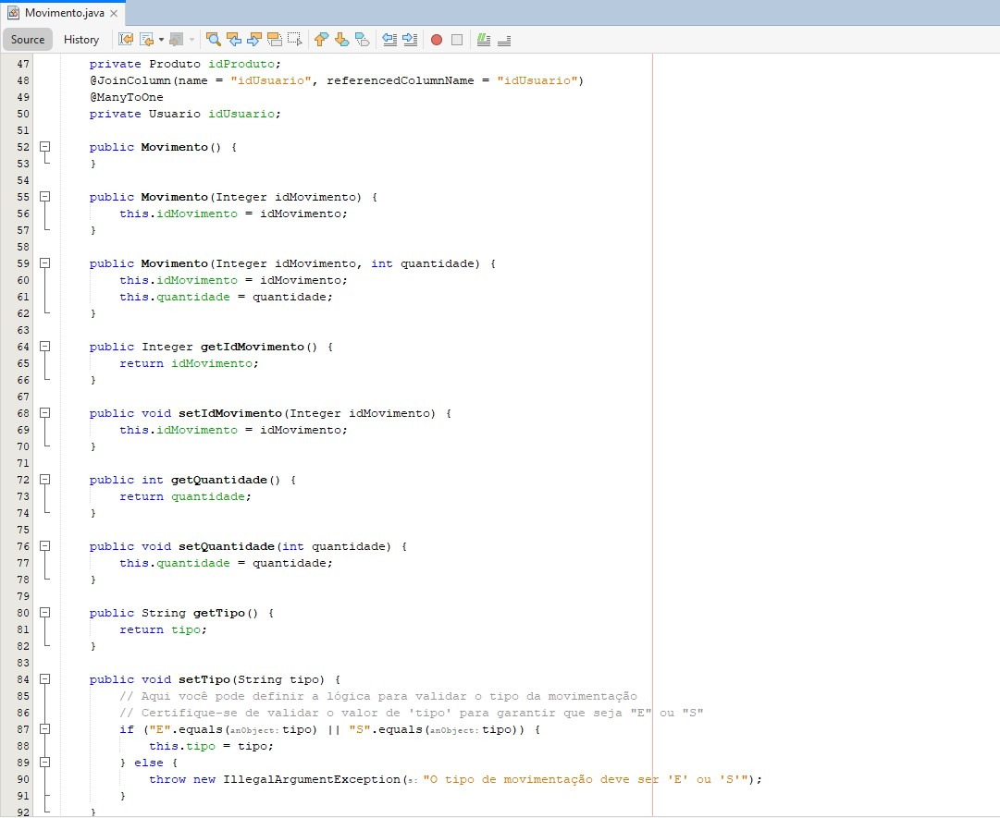 Movimento.java
Source History
47 private Produto idProduto;
48 @JoinColumn(name = "idUsuario", referencedColumnName = "idUsuario")
49 @ManyToOne
50 private Usuario idUsuario;
51
52 public Movimento() {
53 }
54
55 public Movimento(Integer idMovimento) {
56 this.idMovimento = idMovimento;
57 }
58
59 public Movimento(Integer idMovimento, int quantidade) {
60 this.idMovimento = idMovimento;
61 this.quantidade = quantidade;
62 }
63
64 public Integer getIdMovimento() {
65 return idMovimento;
66 }
67
68 public void setIdMovimento(Integer idMovimento) {
69 this.idMovimento = idMovimento;
70 }
71
72 public int getQuantidade() {
73 return quantidade;
74 }
75
76 public void setQuantidade(int quantidade) {
77 this.quantidade = quantidade;
78 }
79
80 public String getTipo() {
81 return tipo;
82 }
83
84 public void setTipo(String tipo) {
85 // Aqui você pode definir a lógica para validar o tipo da movimentação
86 // Certifique-se de validar o valor de 'tipo' para garantir que seja "E" ou "S"
87 if ("E".equals(anObject: tipo) || "S".equals(anObject: tipo)) {
88 this.tipo = tipo;
89 } else {
90 throw new IllegalArgumentException(s: "O tipo de movimentação deve ser 'E' ou 'S'");
91 }
92 }